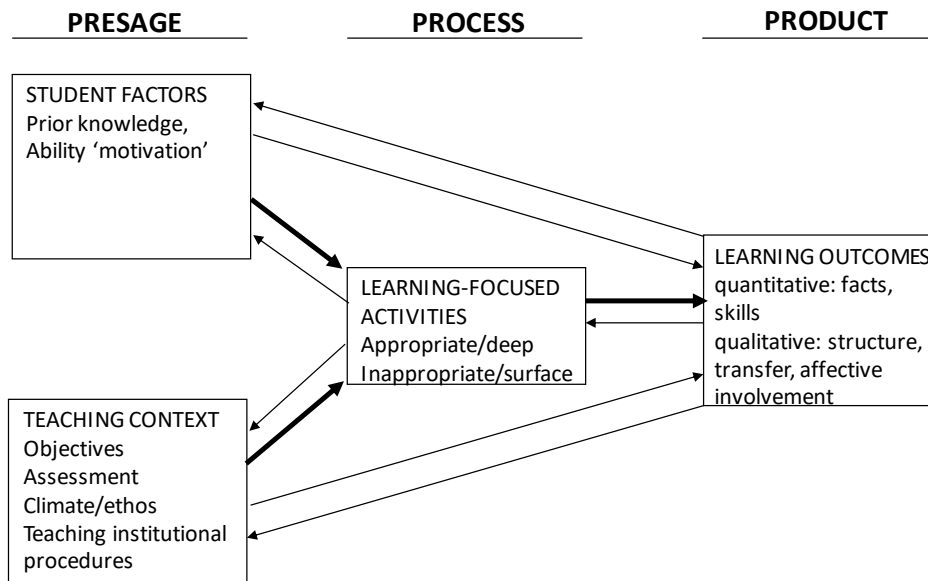 PRESAGE
PROCESS
PRODUCT
STUDENT FACTORS
Prior knowledge,
Ability ‘motivation’
LEARNING-FOCUSED
ACTIVITIES
Appropriate/deep
Inappropriate/surface
LEARNING OUTCOMES
quantitative: facts,
skills
qualitative: structure,
transfer, affective
involvement
TEACHING CONTEXT
Objectives
Assessment
Climate/ethos
Teaching institutional
procedures